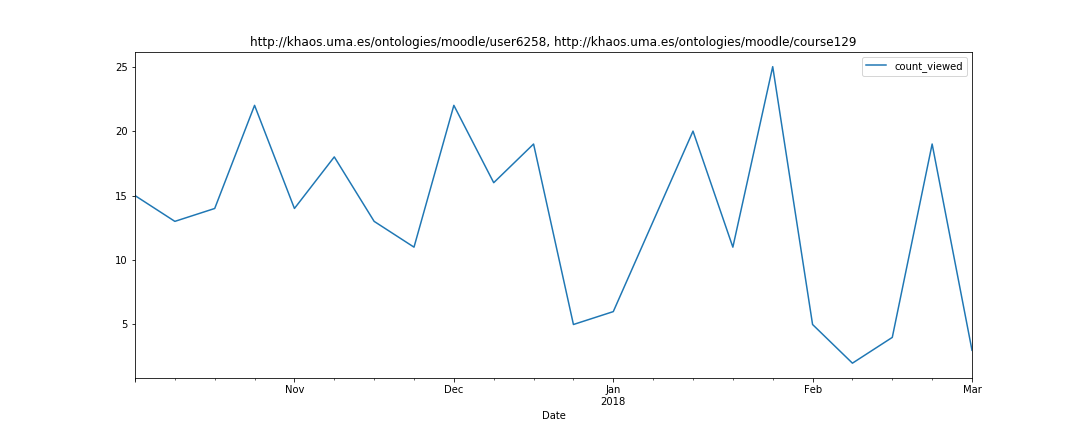 http://khaos.uma.es/ontologies/moodle/user6258, http://khaos.uma.es/ontologies/moodle/course129
count_viewed
25
20
15
10
5
Nov
Dec
Jan
2018
Feb
Mar
Date